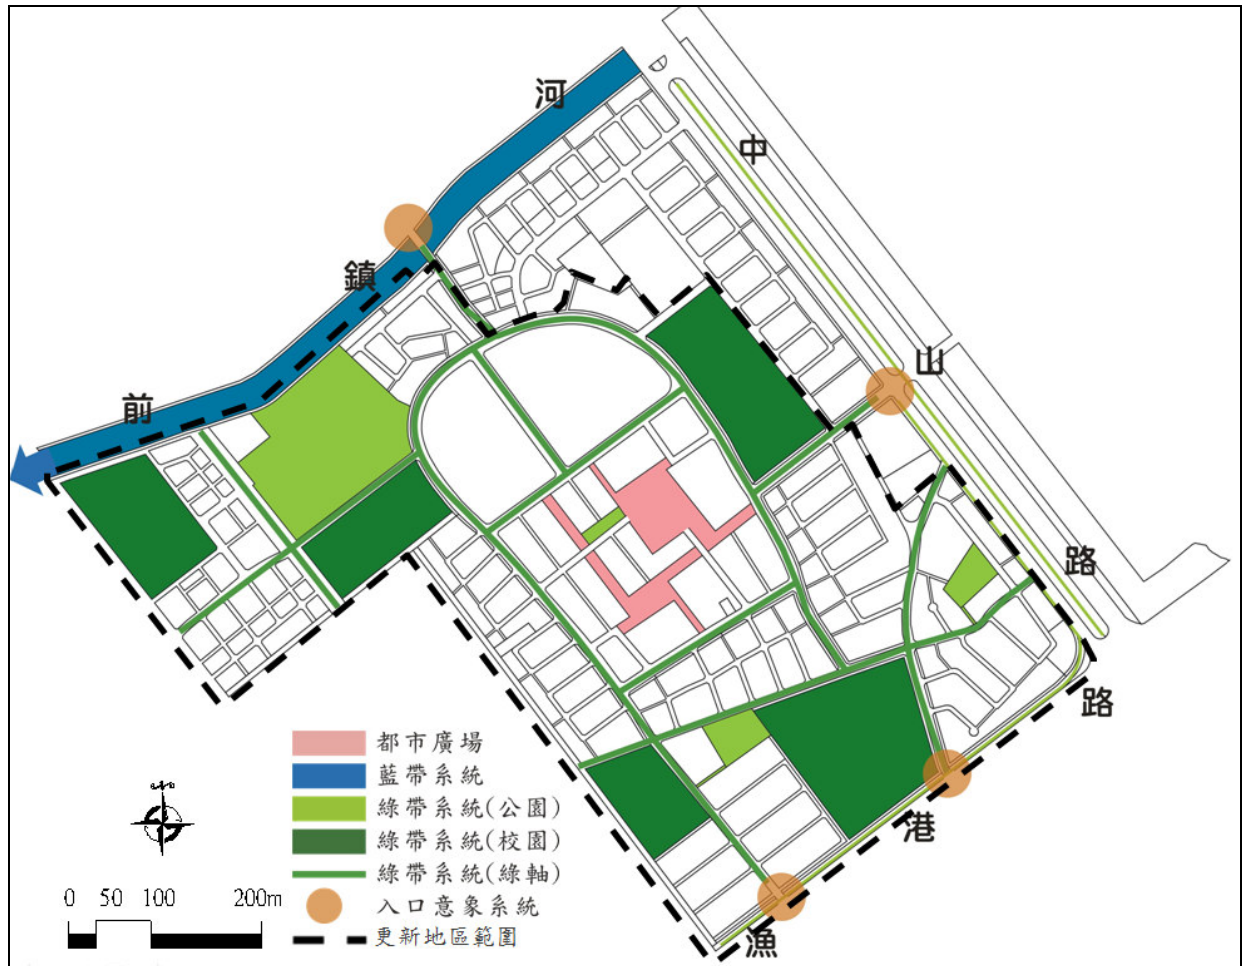 前鎮河
中山路
漁港路
都市廣場
藍帶系統
綠帶系統(公園)
綠帶系統(校園)
綠帶系統(綠軸)
入口意象系統
更新地區範圍
0 50 100 200m